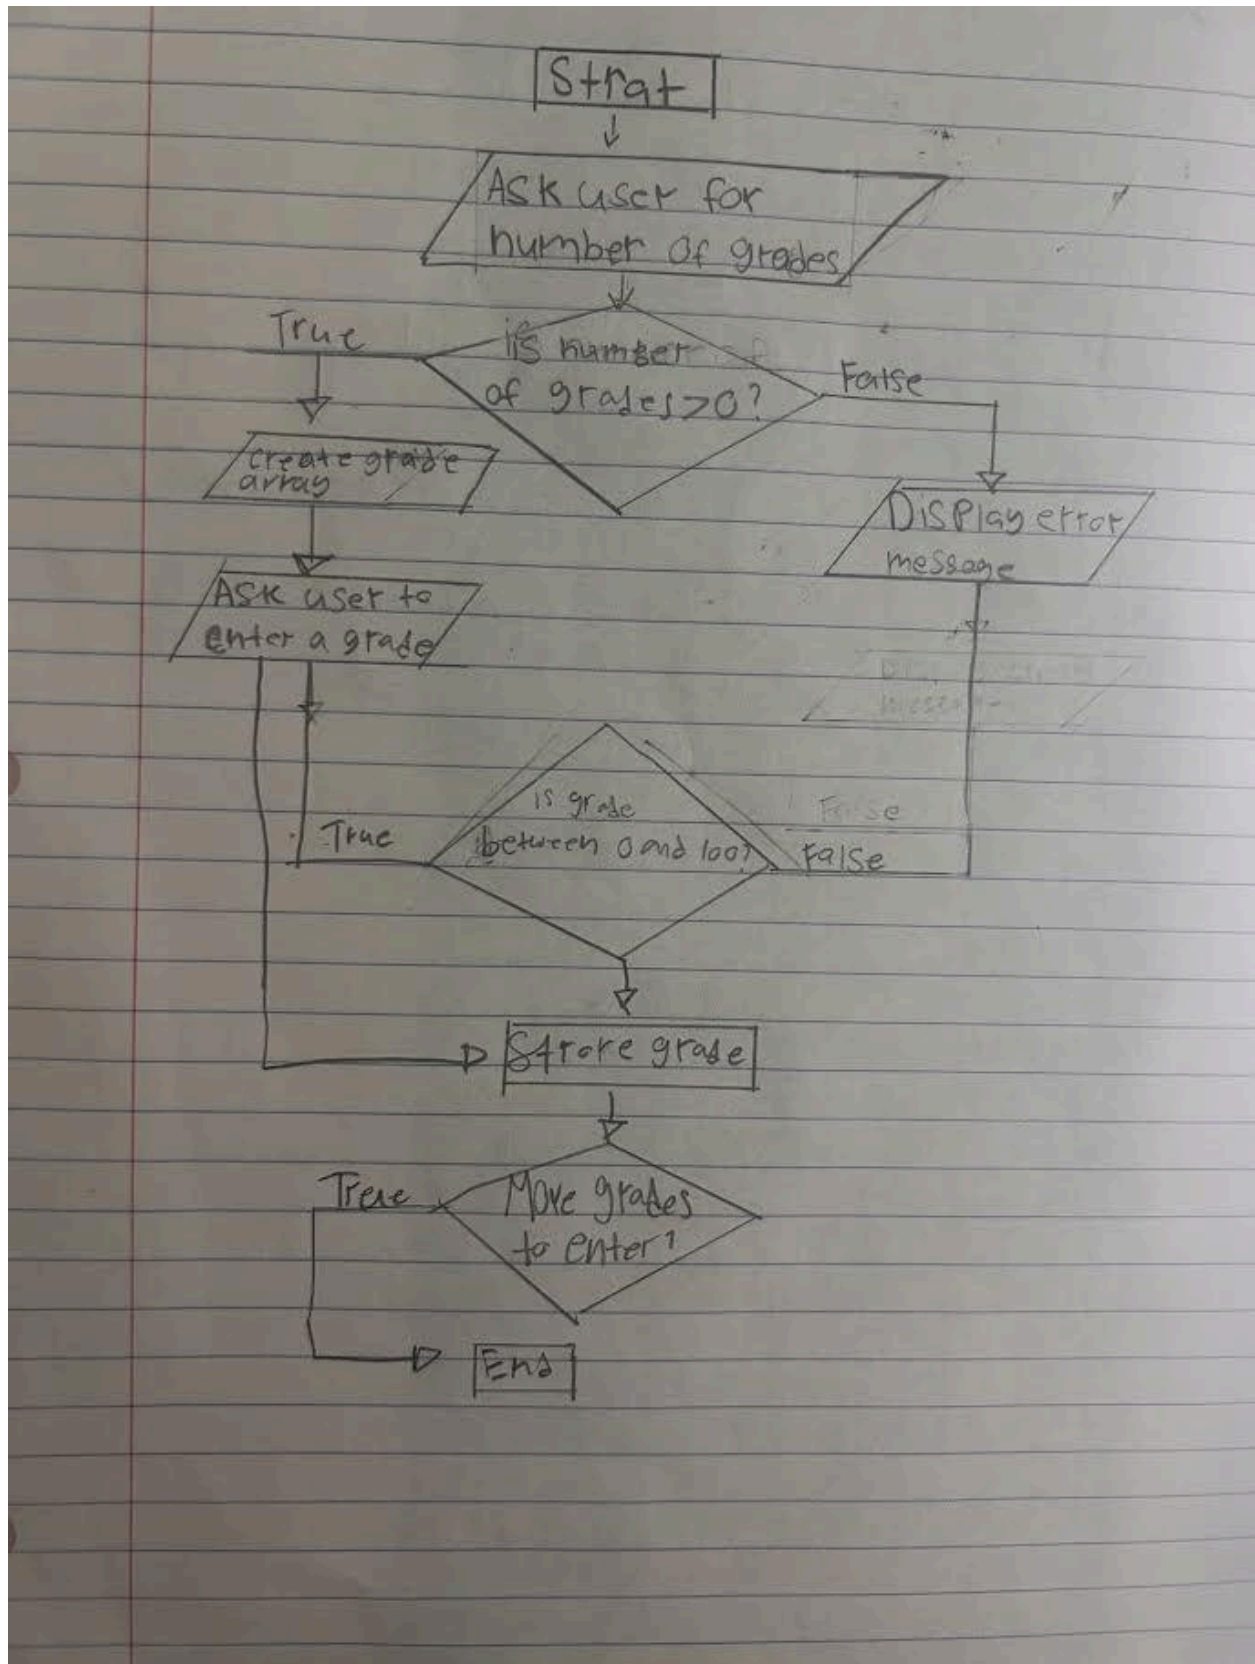 Strat
ASK user for
number of grades
True
is number
of grades>0?
False
create grade
array
Display error
message
ASK user to
enter a grade
is grade
between 0 and 100?
True
False
False
Strore grade
More grades
to enter?
True
End